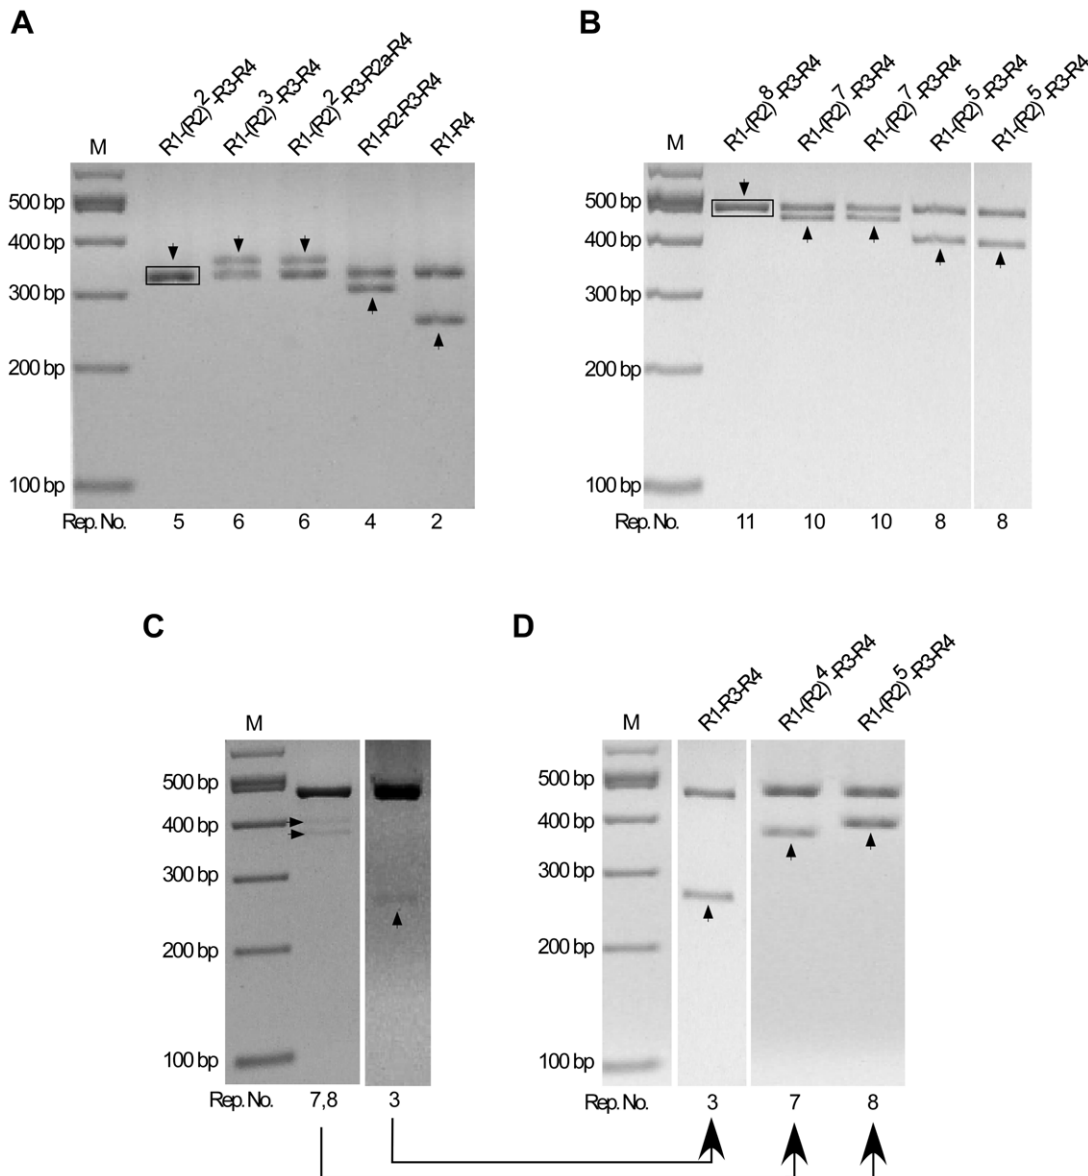 A
M
R1-(R2)2-R3-R4
R1-(R2)3-R3-R4
R1-(R2)2-R3-R2a-R4
R1-R2-R3-R4
R1-R4
500 bp
400 bp
300 bp
200 bp
100 bp
Rep. No. 5 6 6 4 2
B
M
R1-(R2)8-R3-R4
R1-(R2)7-R3-R4
R1-(R2)7-R3-R4
R1-(R2)5-R3-R4
R1-(R2)5-R3-R4
500 bp
400 bp
300 bp
200 bp
100 bp
Rep. No. 11 10 10 8 8
C
M
500 bp
400 bp
300 bp
200 bp
100 bp
Rep. No. 7,8 3
D
M
R1-R3-R4
R1-(R2)4-R3-R4
R1-(R2)5-R3-R4
500 bp
400 bp
300 bp
200 bp
100 bp
Rep. No. 3 7 8